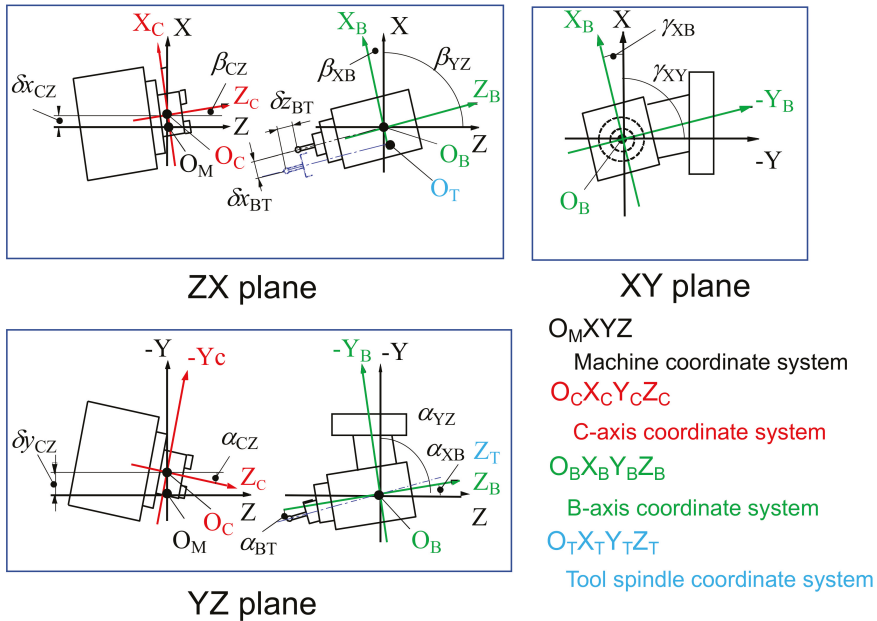 X_C X
δx_CZ β_CZ
Z_C
Z
O_C
O_M
X_B X
β_XB β_YZ
δz_BT
Z_B
Z
O_B
δx_BT O_T
ZX plane
X_B X γ_XB
γ_XY
-Y_B
-Y
O_B
XY plane
-Y -Yc
δy_CZ α_CZ
Z_C
Z
O_C
O_M
-Y_B -Y
α_YZ
α_XB Z_T
Z_B
Z
α_BT O_B
YZ plane
O_MXYZ
Machine coordinate system
O_CX_CY_CZ_C
C-axis coordinate system
O_BX_BY_BZ_B
B-axis coordinate system
O_TX_TY_TZ_T
Tool spindle coordinate system